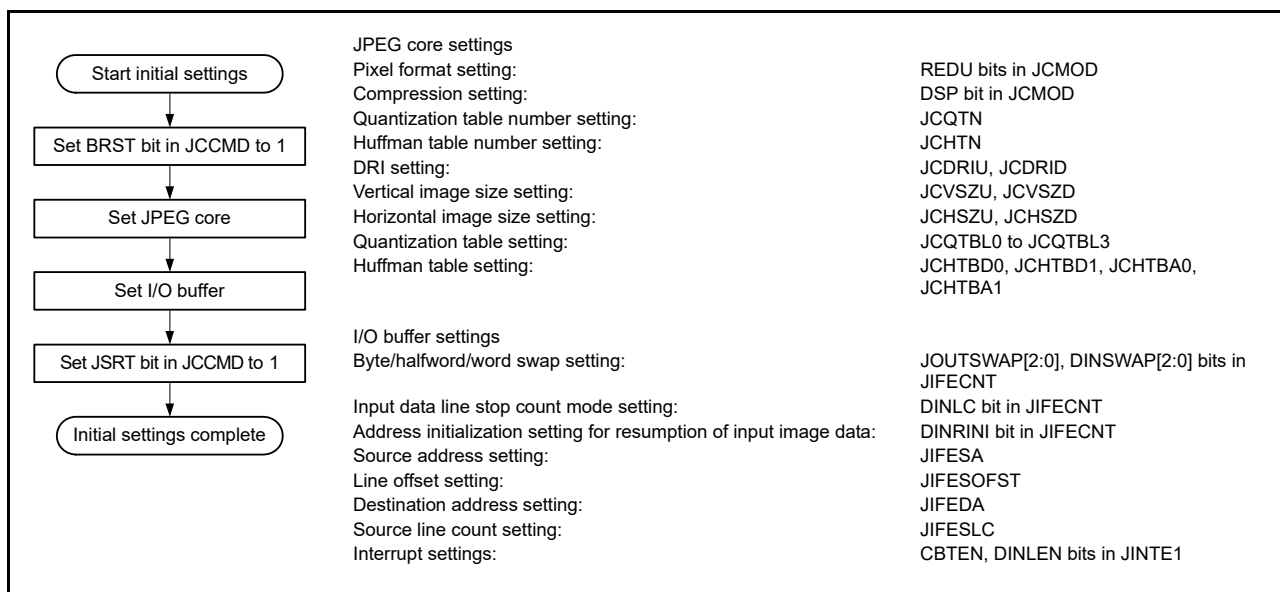 Start initial settings
Set BRST bit in JCCMD to 1
Set JPEG core
Set I/O buffer
Set JSRT bit in JCCMD to 1
Initial settings complete
JPEG core settings
Pixel format setting: REDU bits in JCMOD
Compression setting: DSP bit in JCMOD
Quantization table number setting: JCQTN
Huffman table number setting: JCHTN
DRI setting: JCDRIU, JCDRID
Vertical image size setting: JCVSZU, JCVSZD
Horizontal image size setting: JCHSZU, JCHSZD
Quantization table setting: JCQTBL0 to JCQTBL3
Huffman table setting: JCHTBD0, JCHTBD1, JCHTBA0,
JCHTBA1
I/O buffer settings
Byte/halfword/word swap setting: JOUTSWAP[2:0], DINSWAP[2:0] bits in
JIFECNT
Input data line stop count mode setting: DINLC bit in JIFECNT
Address initialization setting for resumption of input image data: DINRINI bit in JIFECNT
Source address setting: JIFESA
Line offset setting: JIFESOFST
Destination address setting: JIFEDA
Source line count setting: JIFESLC
Interrupt settings: CBTEN, DINLEN bits in JINTE1